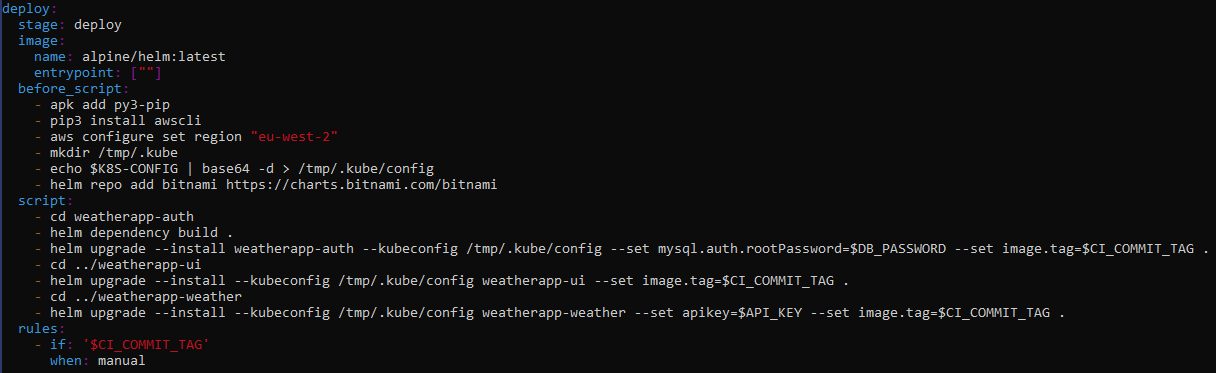 deploy:
  stage: deploy
  image:
    name: alpine/helm:latest
    entrypoint: [""]
  before_script:
    - apk add py3-pip
    - pip3 install awscli
    - aws configure set region "eu-west-2"
    - mkdir /tmp/.kube
    - echo $K8S-CONFIG | base64 -d > /tmp/.kube/config
    - helm repo add bitnami https://charts.bitnami.com/bitnami
  script:
    - cd weatherapp-auth
    - helm dependency build .
    - helm upgrade --install weatherapp-auth --kubeconfig /tmp/.kube/config --set mysql.auth.rootPassword=$DB_PASSWORD --set image.tag=$CI_COMMIT_TAG .
    - cd ../weatherapp-ui
    - helm upgrade --install --kubeconfig /tmp/.kube/config weatherapp-ui --set image.tag=$CI_COMMIT_TAG .
    - cd ../weatherapp-weather
    - helm upgrade --install --kubeconfig /tmp/.kube/config weatherapp-weather --set apikey=$API_KEY --set image.tag=$CI_COMMIT_TAG .
  rules:
    - if: '$CI_COMMIT_TAG'
      when: manual